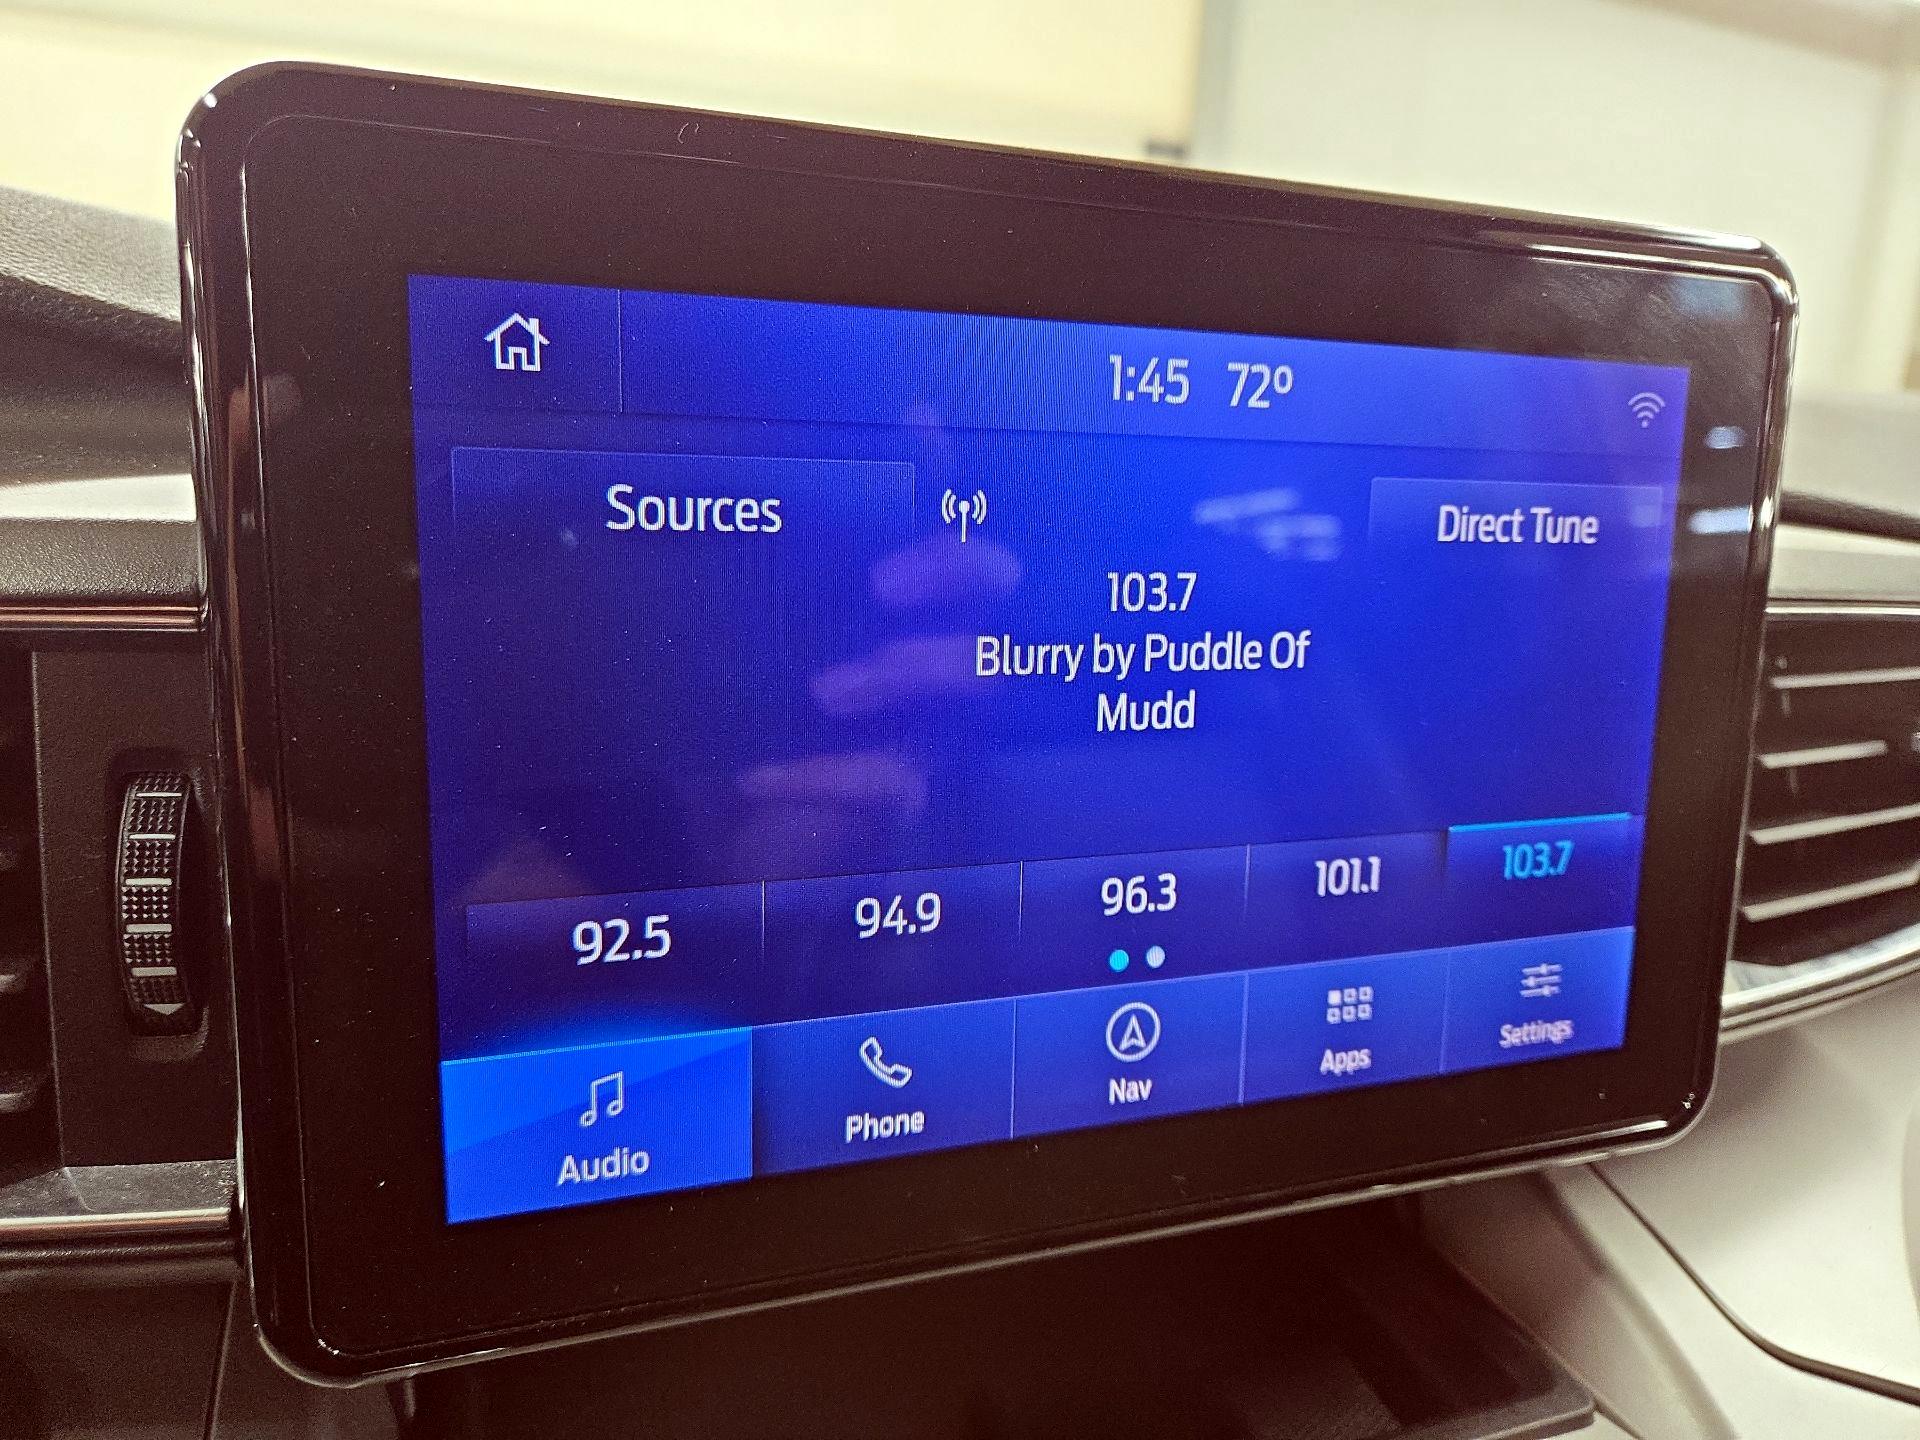 1:45 72°
Sources
Direct Tune
103.7
Blurry by Puddle Of
Mudd
92.5
94.9
96.3
101.1
103.7
Audio
Phone
Nav
Apps
Settings